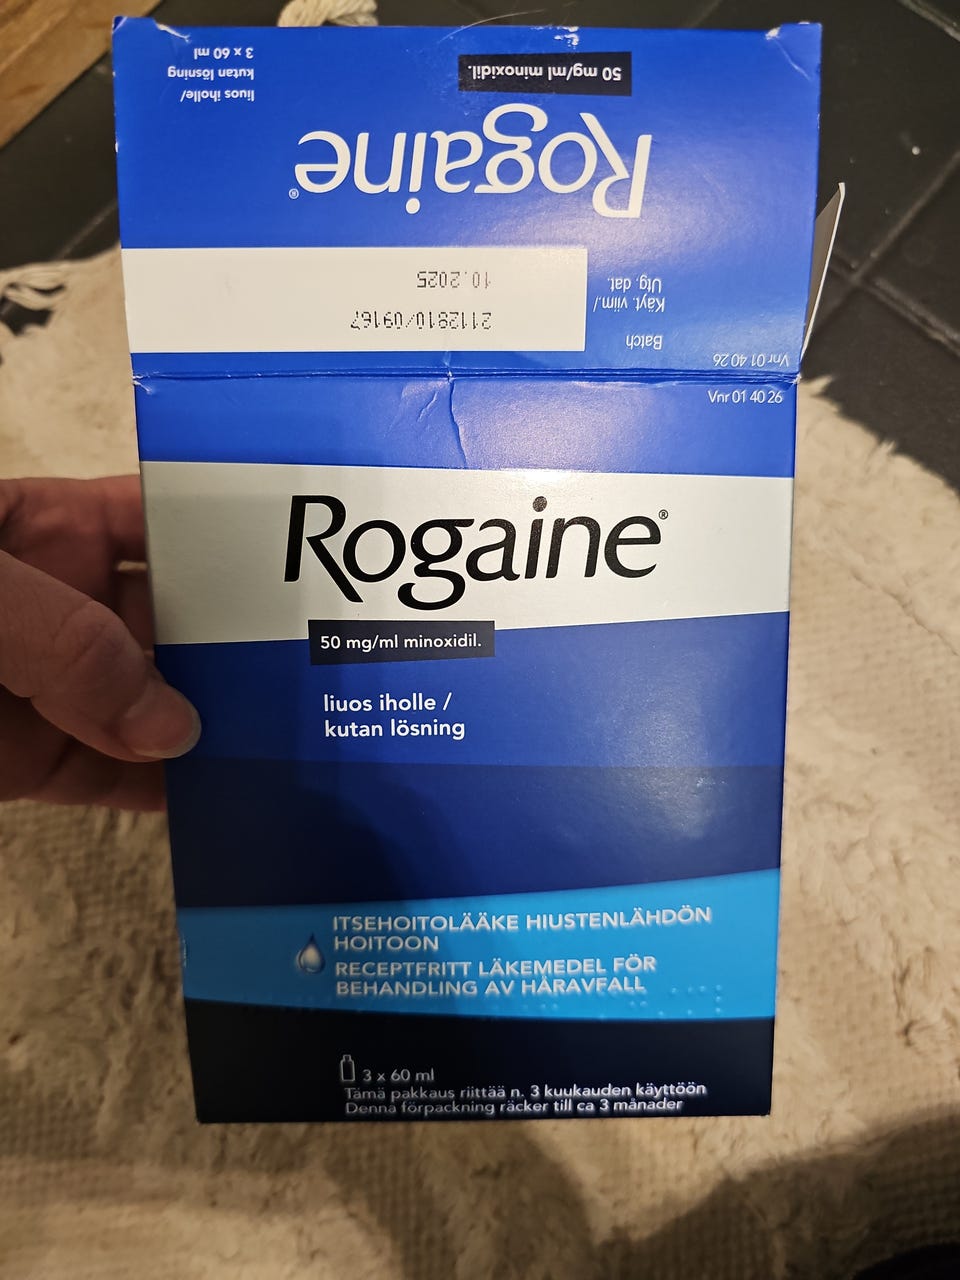 50 mg/ml minoxidil.
Rogaine®
liuos iholle/
kutan lösning
3 x 60 ml
Batch
Käyt. viim./
Utg. dat.
2112810/09167
10.2025
Vnr 01 40 26
Vnr 01 40 26
Rogaine®
50 mg/ml minoxidil.
liuos iholle /
kutan lösning
ITSEHOITOLÄÄKE HIUSTENLÄHDÖN
HOITOON
RECEPTFRITT LÄKEMEDEL FÖR
BEHANDLING AV HÅRAVFALL
3 x 60 ml
Tämä pakkaus riittää n. 3 kuukauden käyttöön
Denna förpackning räcker till ca 3 månader